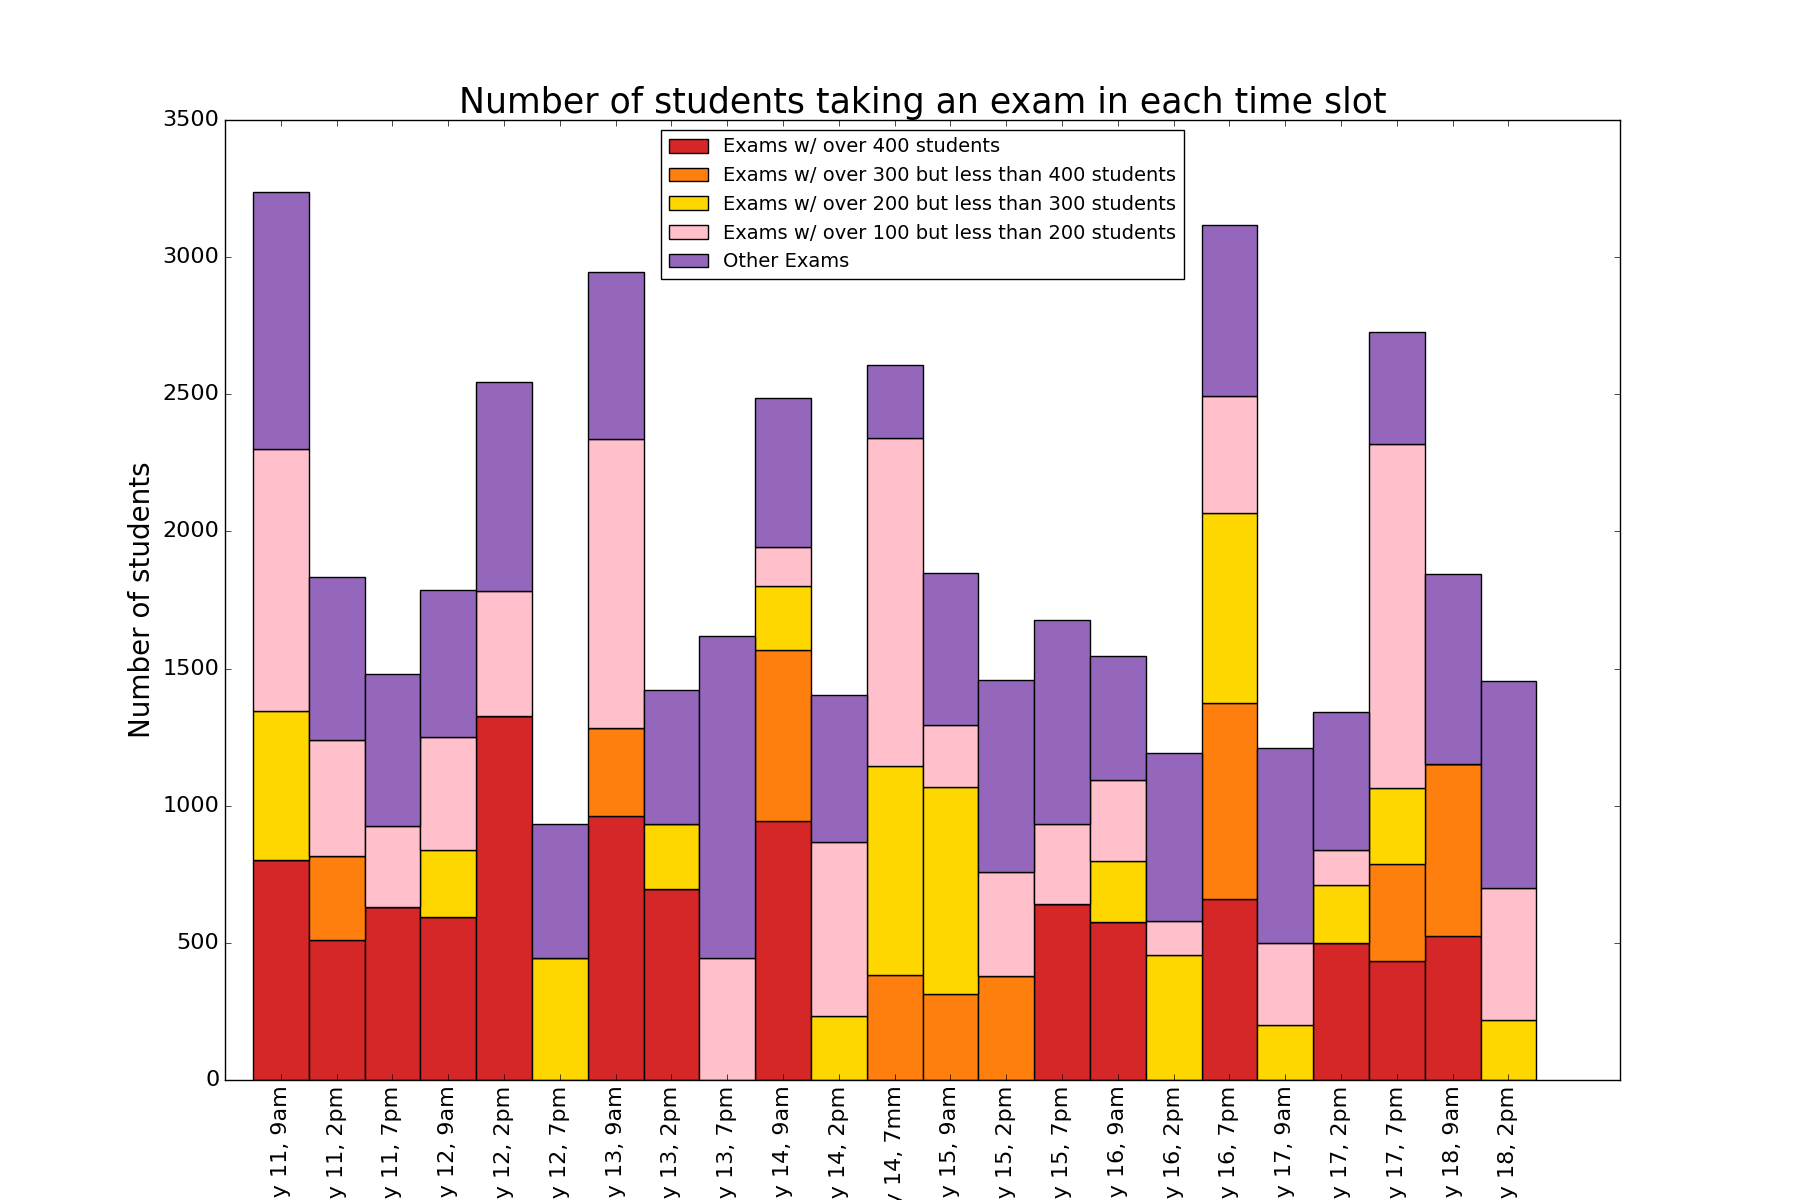 Number of students taking an exam in each time slot
Exams w/ over 400 students
Exams w/ over 300 but less than 400 students
Exams w/ over 200 but less than 300 students
Exams w/ over 100 but less than 200 students
Other Exams
Number of students
3500
3000
2500
2000
1500
1000
500
0
y 11, 9am
y 11, 2pm
y 11, 7pm
y 12, 9am
y 12, 2pm
y 12, 7pm
y 13, 9am
y 13, 2pm
y 13, 7pm
y 14, 9am
y 14, 2pm
y 14, 7mm
y 15, 9am
y 15, 2pm
y 15, 7pm
y 16, 9am
y 16, 2pm
y 16, 7pm
y 17, 9am
y 17, 2pm
y 17, 7pm
y 18, 9am
y 18, 2pm